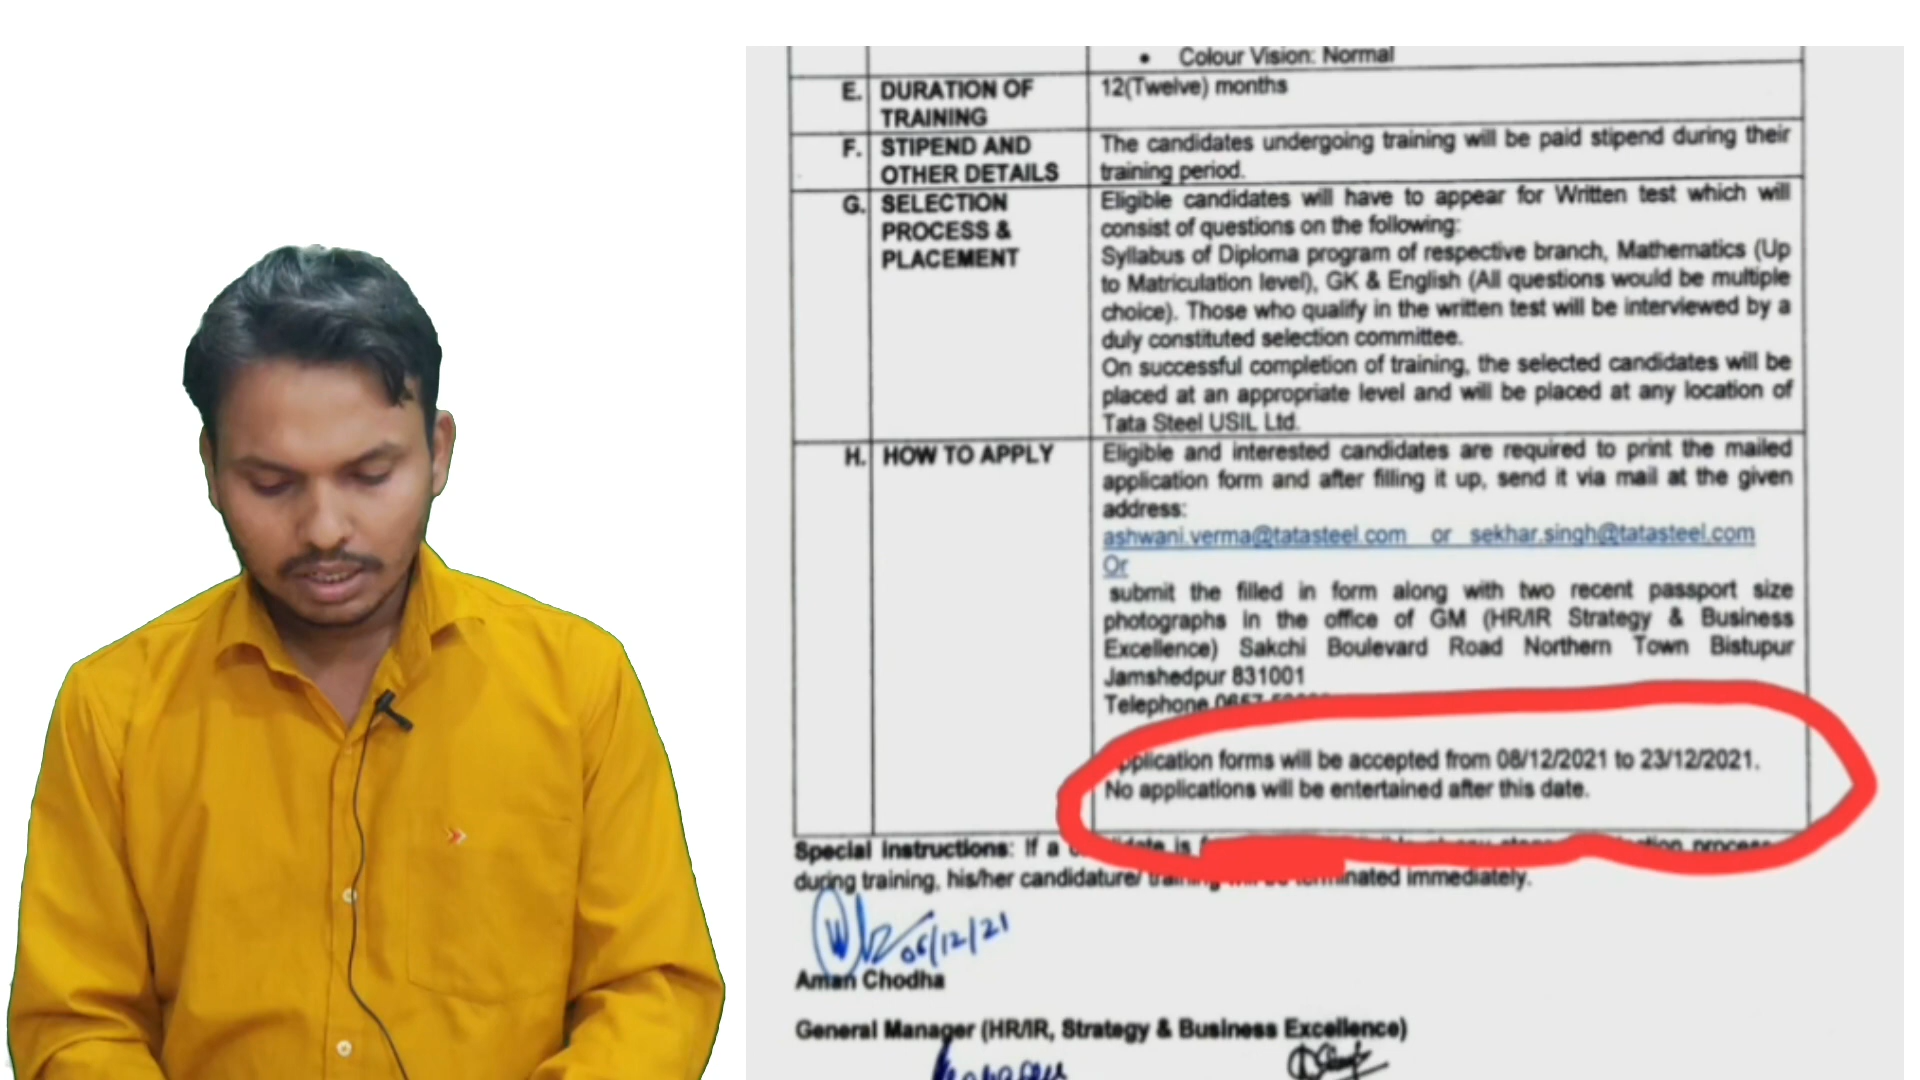 • Colour Vision: Normal
E. DURATION OF TRAINING 12(Twelve) months
F. STIPEND AND OTHER DETAILS
The candidates undergoing training will be paid stipend during their
training period.
G. SELECTION PROCESS & PLACEMENT
Eligible candidates will have to appear for Written test which will
consist of questions on the following:
Syllabus of Diploma program of respective branch, Mathematics (Up
to Matriculation level), GK & English (All questions would be multiple
choice). Those who qualify in the written test will be interviewed by a
duly constituted selection committee.
On successful completion of training, the selected candidates will be
placed at an appropriate level and will be placed at any location of
Tata Steel USIL Ltd.
H. HOW TO APPLY
Eligible and interested candidates are required to print the mailed
application form and after filling it up, send it via mail at the given
address:
ashwani.verma@tatasteel.com or sekhar.singh@tatasteel.com
Or
submit the filled in form along with two recent passport size
photographs in the office of GM (HR/IR Strategy & Business
Excellence) Sakchi Boulevard Road Northern Town Bistupur
Jamshedpur 831001
Telephone 0657
Application forms will be accepted from 08/12/2021 to 23/12/2021.
No applications will be entertained after this date.
Special Instructions: If a candidate is process
during training, his/her candidature/ training will be terminated immediately.
06/12/21
Aman Chodha
General Manager (HR/IR, Strategy & Business Excellence)